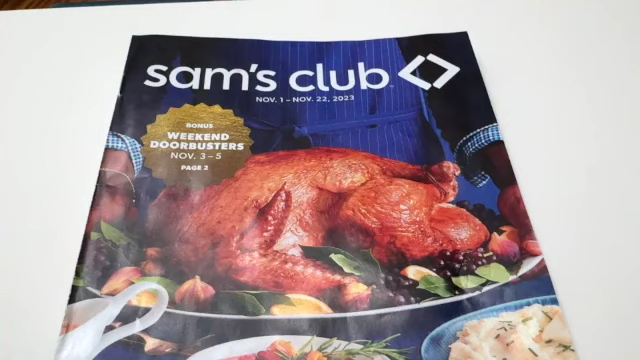 sam's club
NOV. 1 – NOV. 22, 2023
BONUS
WEEKEND
DOORBUSTERS
NOV. 3–5
PAGE 2